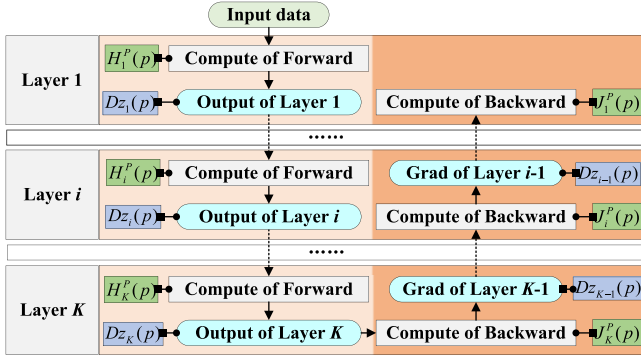 Input data
Layer 1
H_1^P(p)
Compute of Forward
Dz_1(p)
Output of Layer 1
Compute of Backward
J_1^P(p)
......
Layer i
H_i^P(p)
Compute of Forward
Grad of Layer i-1
Dz_{i-1}(p)
Dz_i(p)
Output of Layer i
Compute of Backward
J_i^P(p)
......
Layer K
H_K^P(p)
Compute of Forward
Grad of Layer K-1
Dz_{K-1}(p)
Dz_K(p)
Output of Layer K
Compute of Backward
J_K^P(p)